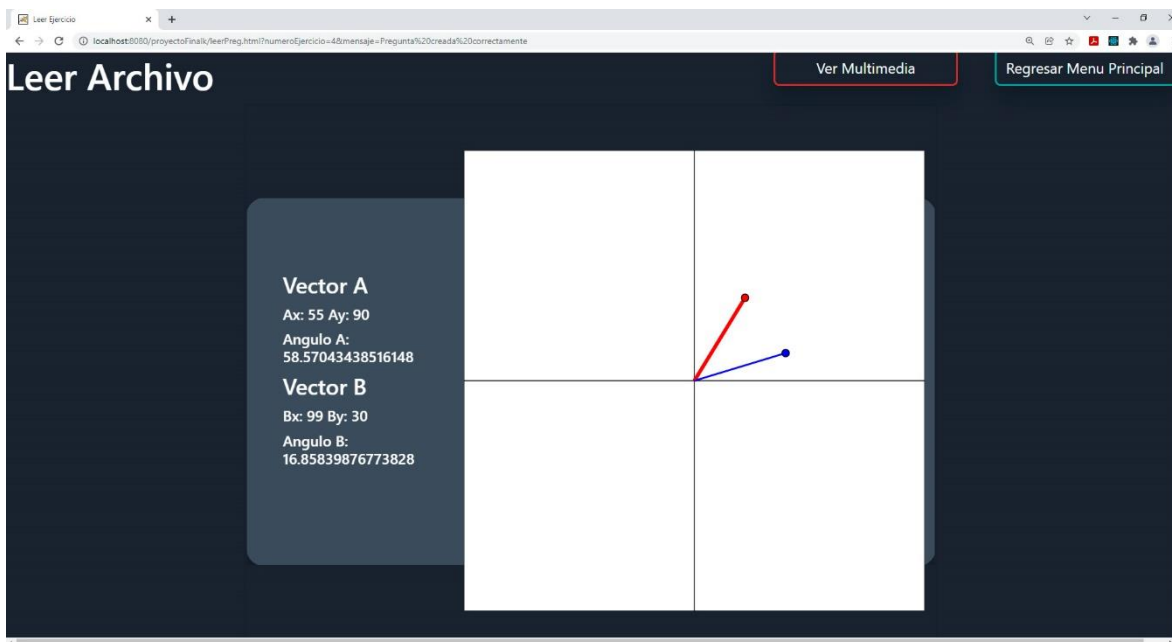 Leer Ejercicio
localhost:8080/proyectoFinalk/leerPreg.html?numeroEjercicio=4&mensaje=Pregunta%20creada%20correctamente
Leer Archivo
Ver Multimedia
Regresar Menu Principal
Vector A
Ax: 55 Ay: 90
Angulo A:
58.57043438516148
Vector B
Bx: 99 By: 30
Angulo B:
16.85839876773828